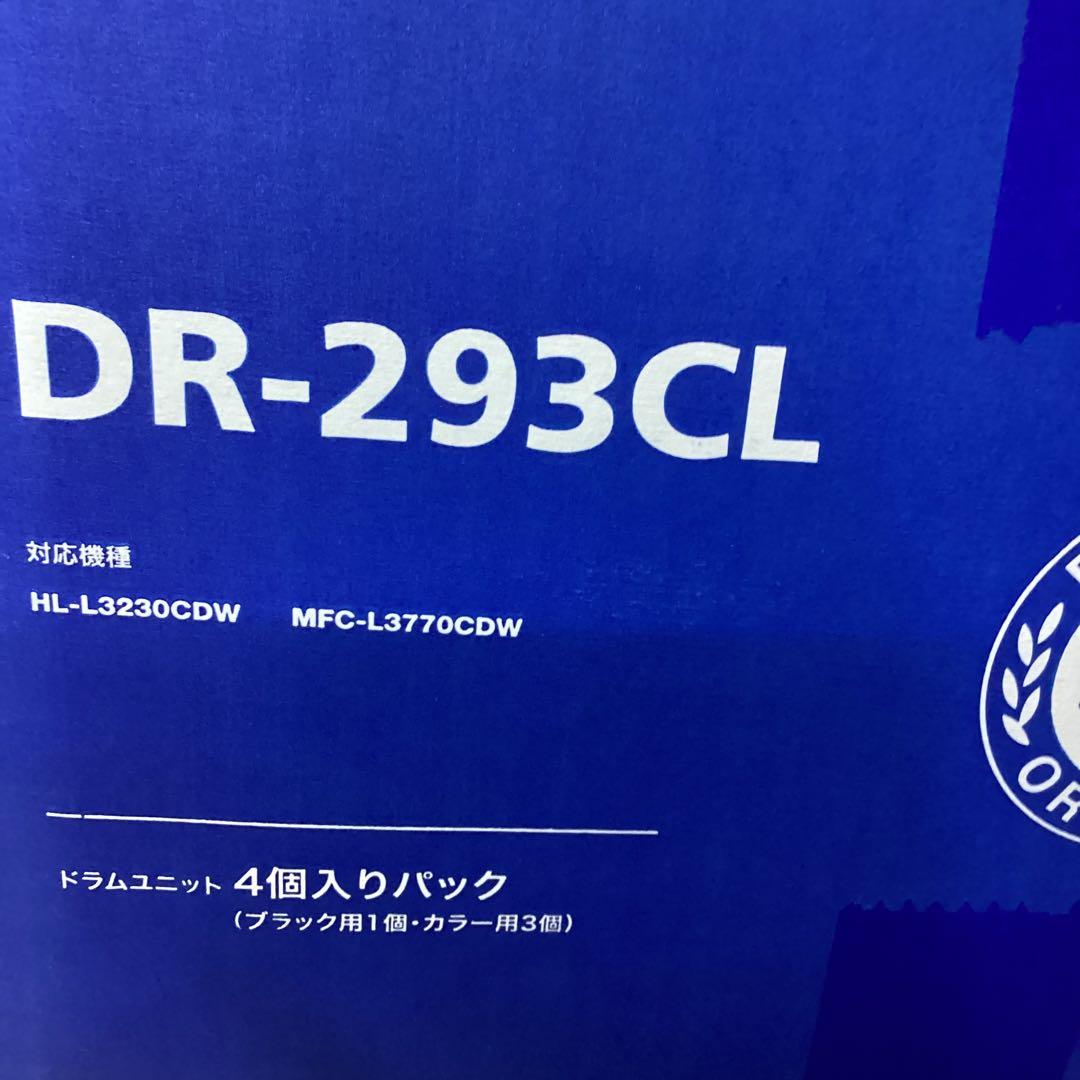 DR-293CL
対応機種
HL-L3230CDW MFC-L3770CDW
ドラムユニット 4個入りパック
（ブラック用1個・カラー用3個）